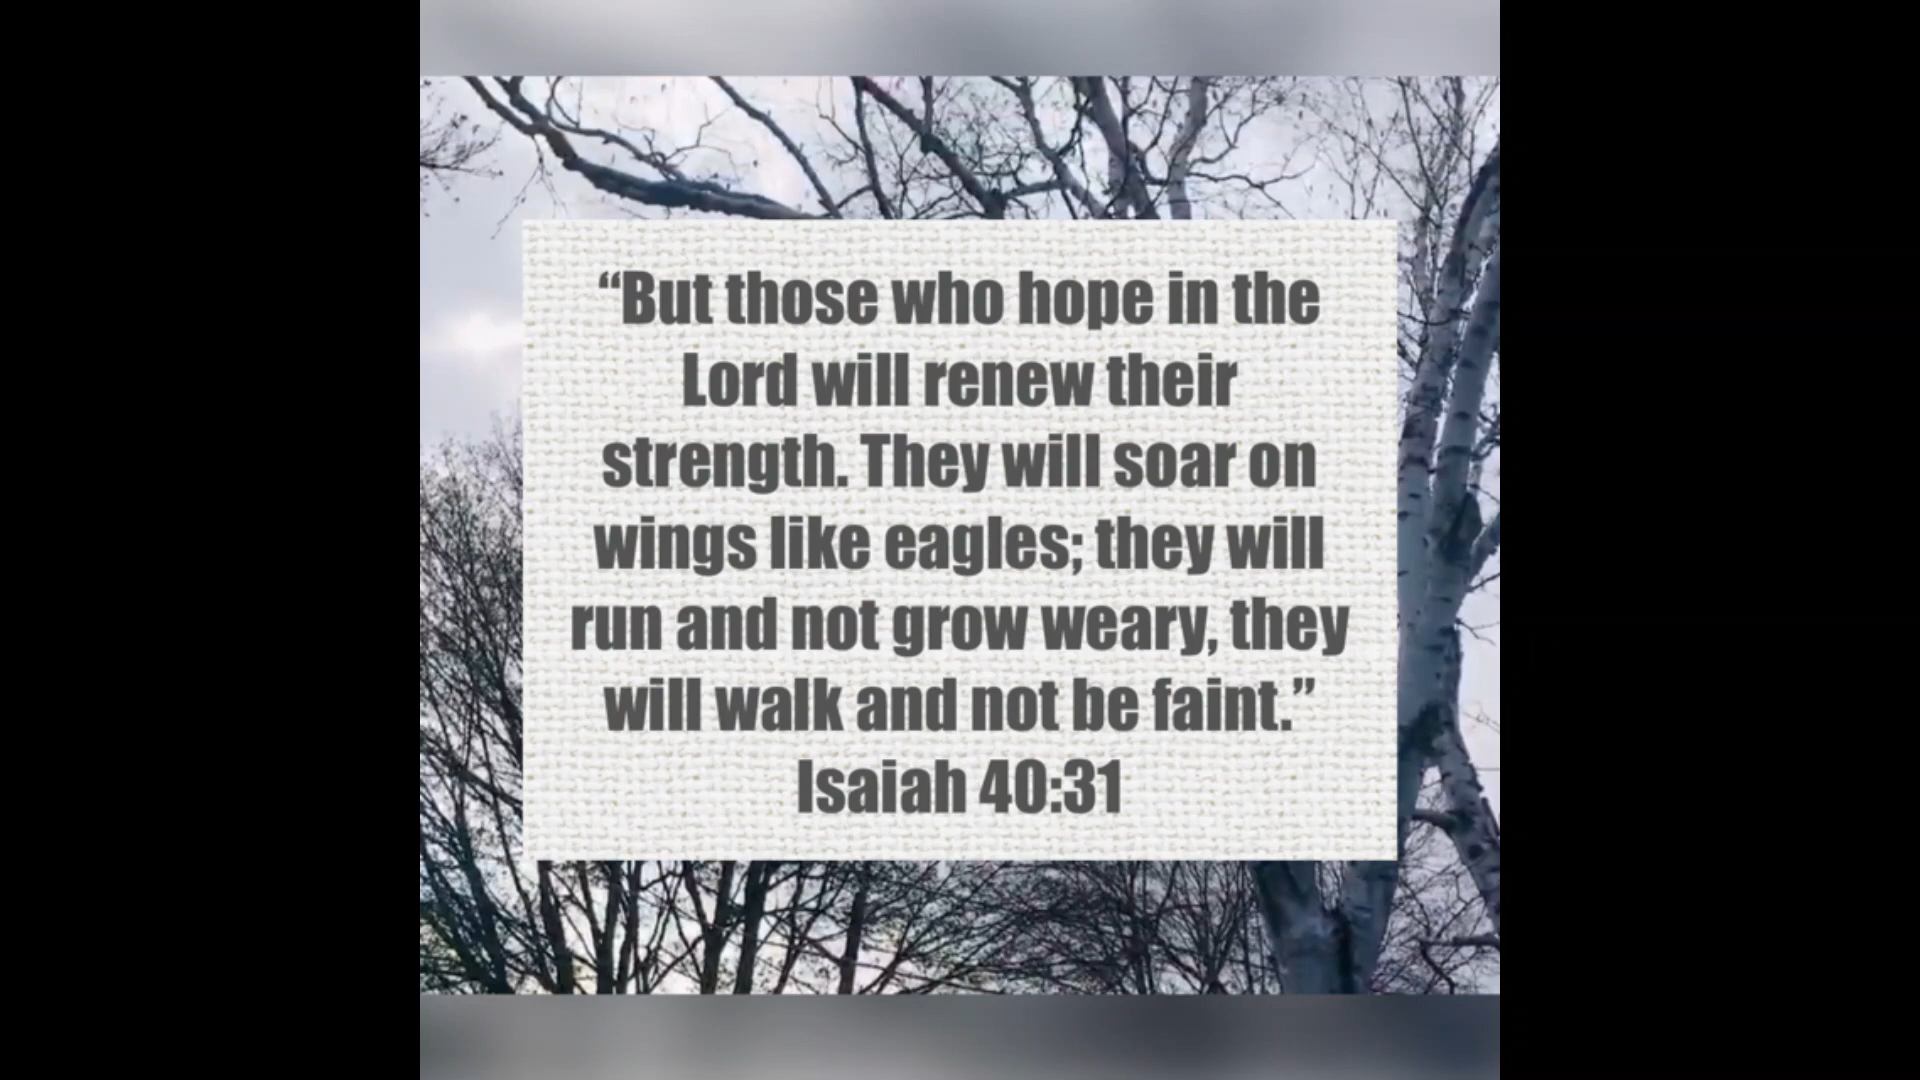 “But those who hope in the
Lord will renew their
strength. They will soar on
wings like eagles; they will
run and not grow weary, they
will walk and not be faint.”
Isaiah 40:31